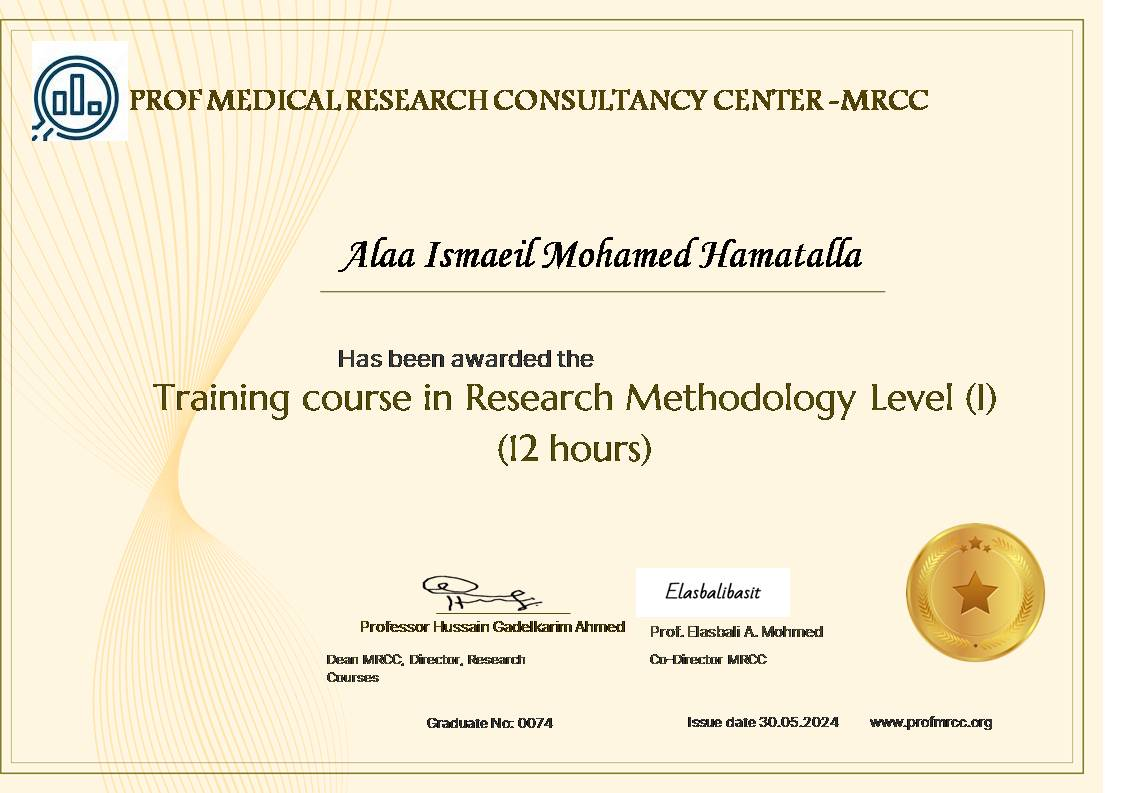 PROF MEDICAL RESEARCH CONSULTANCY CENTER -MRCC
Alaa Ismaeil Mohamed Hamatalla
Has been awarded the
Training course in Research Methodology Level (I)
(12 hours)
Elasbalibasit
Professor Hussain Gadelkarim Ahmed
Prof. Elasbali A. Mohmed
Dean MRCC, Director, Research
Courses
Co-Director MRCC
Graduate No: 0074
Issue date 30.05.2024
www.profmrcc.org